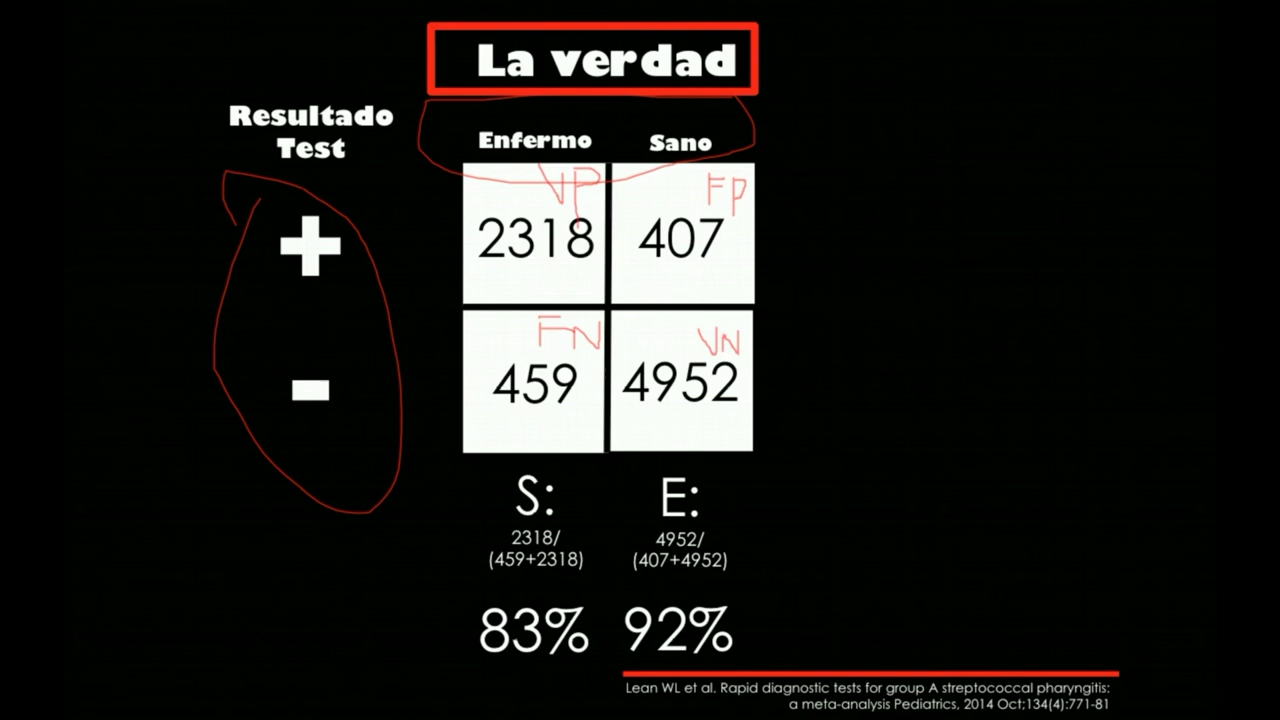 La verdad
Resultado
Test
Enfermo Sano
VP FP
+ 2318 407
FN VN
- 459 4952
S: E:
2318/ 4952/
(459+2318) (407+4952)
83% 92%
Lean WL et al. Rapid diagnostic tests for group A streptococcal pharyngitis:
a meta-analysis Pediatrics, 2014 Oct;134(4):771-81